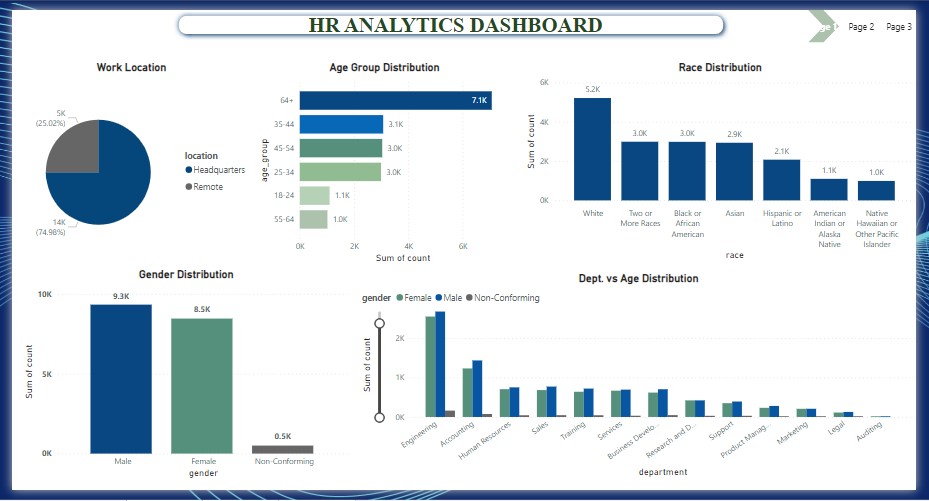 HR ANALYTICS DASHBOARD
Page 2
Page 3
Work Location
5K
(25.02%)
14K
(74.98%)
location
Headquarters
Remote
Age Group Distribution
age_group
64+
7.1K
35-44
3.1K
45-54
3.0K
25-34
3.0K
18-24
1.1K
55-64
1.0K
0K
2K
4K
6K
Sum of count
Race Distribution
Sum of count
6K
4K
2K
0K
5.2K
3.0K
3.0K
2.9K
2.1K
1.1K
1.0K
White
Two or
More Races
Black or
African
American
Asian
Hispanic or
Latino
American
Indian or
Alaska
Native
Native
Hawaiian or
Other Pacific
Islander
race
Gender Distribution
Sum of count
10K
5K
0K
9.3K
8.5K
0.5K
Male
Female
Non-Conforming
gender
Dept. vs Age Distribution
gender
Female
Male
Non-Conforming
Sum of count
2K
1K
0K
Engineering
Accounting
Human Resources
Sales
Training
Services
Business Develo...
Research and D...
Support
Product Manag...
Marketing
Legal
Auditing
department